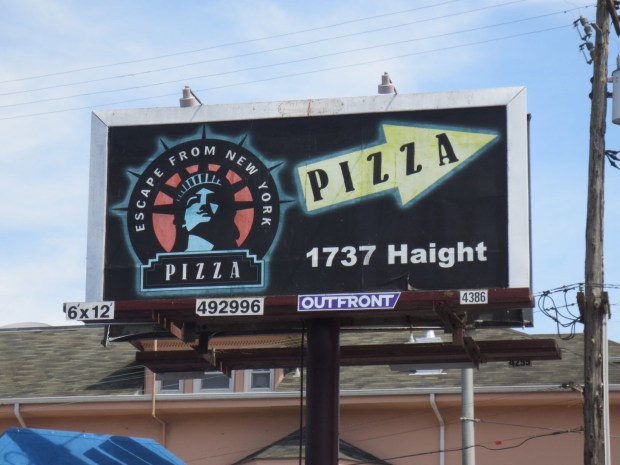 ESCAPE FROM NEW YORK
PIZZA
PIZZA
1737 Haight
6x12
492996
OUTFRONT
4386